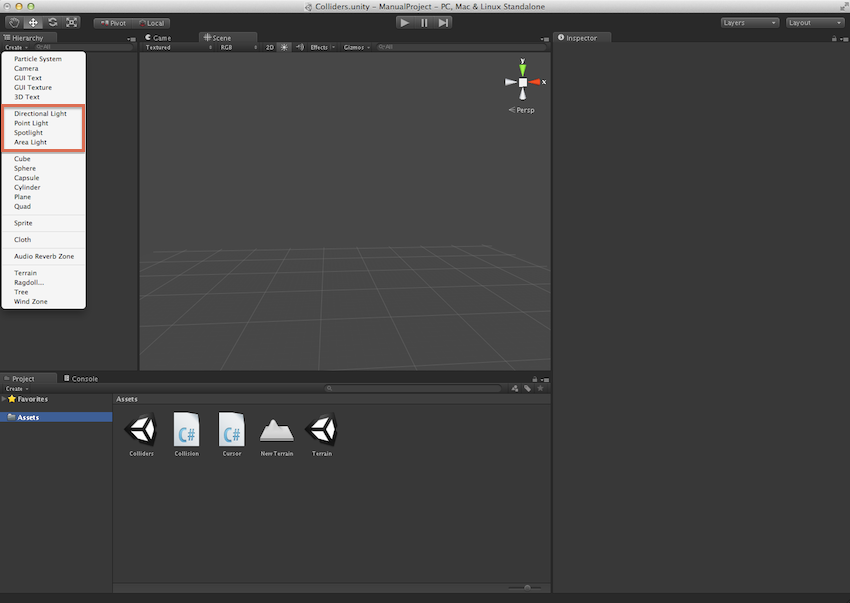 Colliders.unity – ManualProject – PC, Mac & Linux Standalone
Pivot Local Layers Layout
Hierarchy Game Scene Inspector
Create All Textured RGB 2D Effects Gizmos All
Particle System
Camera
GUI Text
GUI Texture
3D Text
Directional Light
Point Light
Spotlight
Area Light
Cube
Sphere
Capsule
Cylinder
Plane
Quad
Sprite
Cloth
Audio Reverb Zone
Terrain
Ragdoll...
Tree
Wind Zone
y
x
Persp
Project Console
Create
Favorites Assets
Assets
C# C#
Colliders Collision Cursor New Terrain Terrain